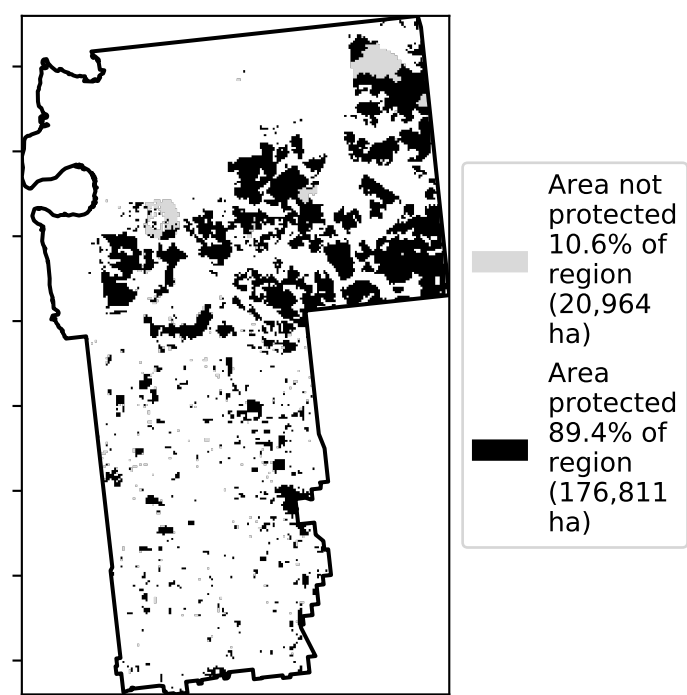 Area not
protected
10.6% of
region
(20,964
ha)
Area
protected
89.4% of
region
(176,811
ha)